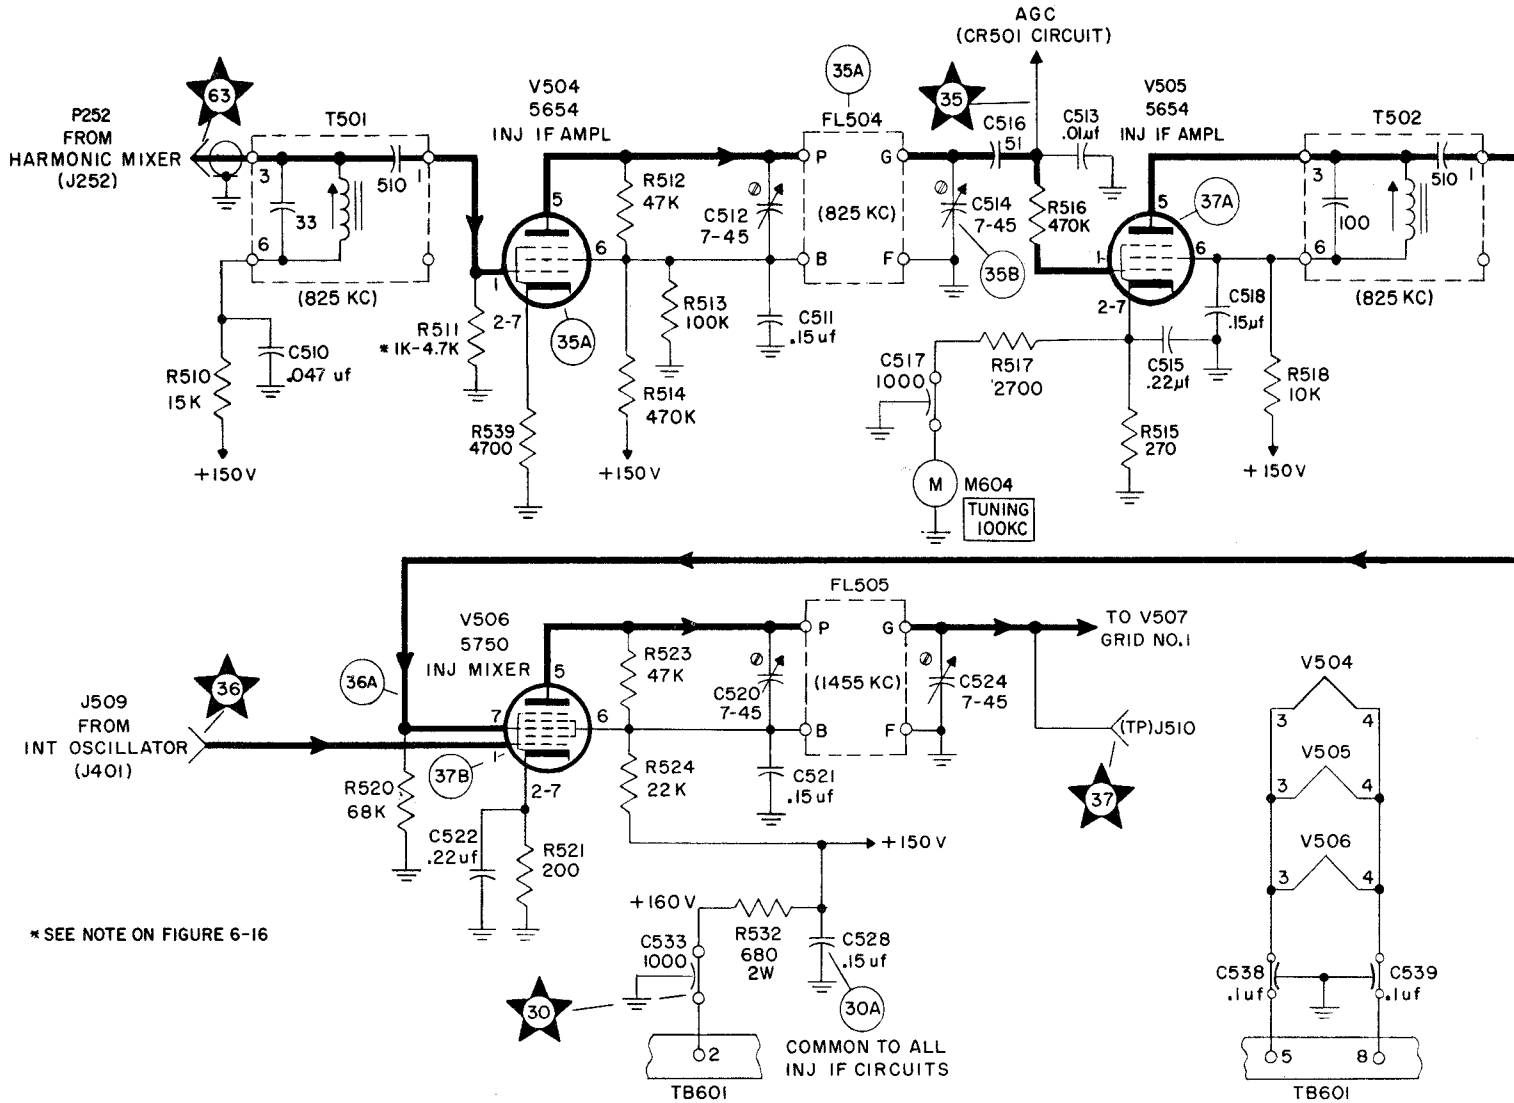 AGC
(CR501 CIRCUIT)
63
P252
FROM
HARMONIC MIXER
(J252)
T501
3
33
510
1
6
(825 KC)
C510
.047 uf
R510
15K
+150V
V504
5654
INJ IF AMPL
5
6
1
2-7
35A
R511
* 1K-4.7K
R539
4700
R512
47K
R513
100K
R514
470K
+150V
C512
7-45
C511
.15uf
35A
FL504
P
G
(825 KC)
B
F
35
C516
51
C513
.01uf
C514
7-45
35B
R516
470K
V505
5654
INJ IF AMPL
5
37A
1
6
2-7
C517
1000
R517
2700
C515
.22µf
C518
.15µf
R515
270
R518
10K
+150V
M
M604
TUNING
100KC
T502
3
100
510
1
6
(825 KC)
36
J509
FROM
INT OSCILLATOR
(J401)
36A
V506
5750
INJ MIXER
5
7
6
1
37B
2-7
R520
68K
C522
.22uf
R521
200
R523
47K
R524
22K
C520
7-45
C521
.15uf
FL505
P
G
(1455 KC)
B
F
C524
7-45
TO V507
GRID NO.1
(TP)J510
37
+150V
+160V
R532
680
2W
C533
1000
C528
.15uf
30
30A
2
TB601
COMMON TO ALL
INJ IF CIRCUITS
V504
3
4
V505
3
4
V506
3
4
C538
.1uf
C539
.1uf
5
8
TB601
* SEE NOTE ON FIGURE 6-16